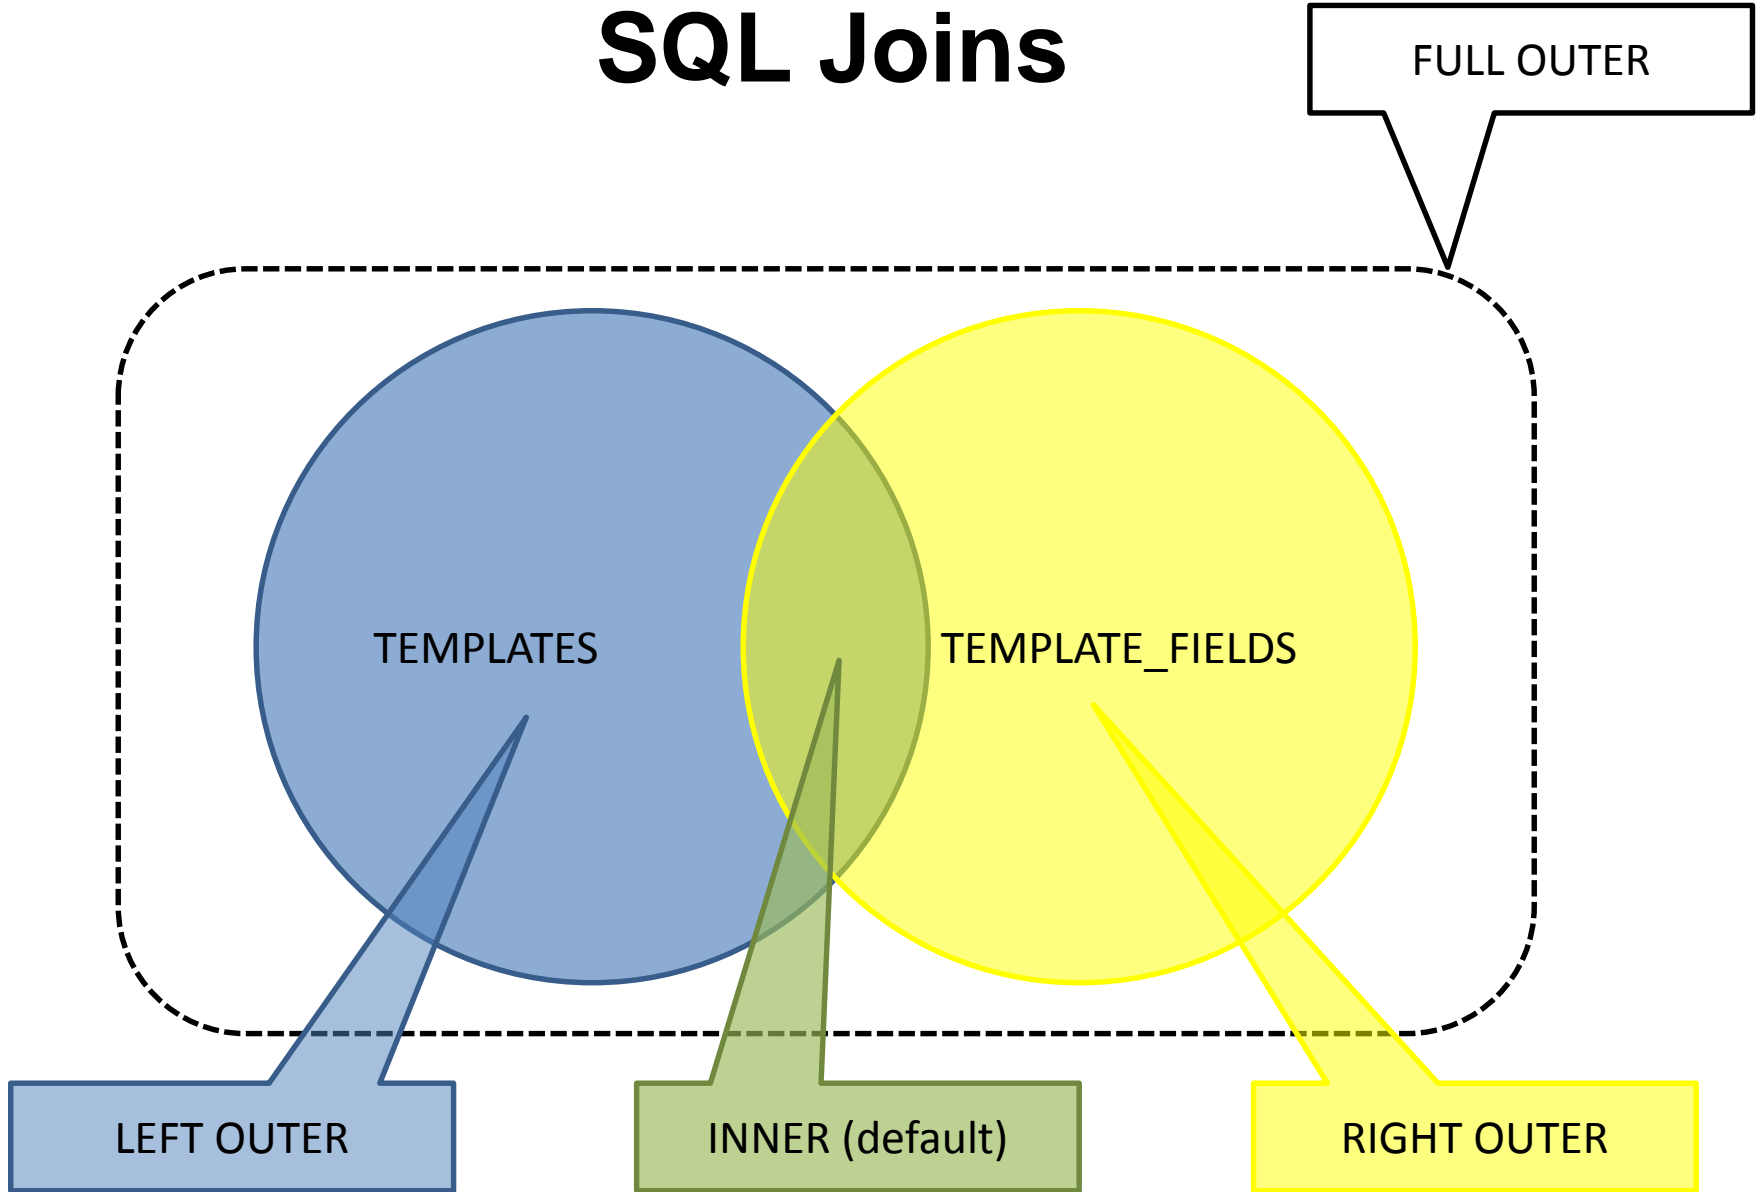 SQL Joins
FULL OUTER
TEMPLATES
TEMPLATE_FIELDS
LEFT OUTER
INNER (default)
RIGHT OUTER